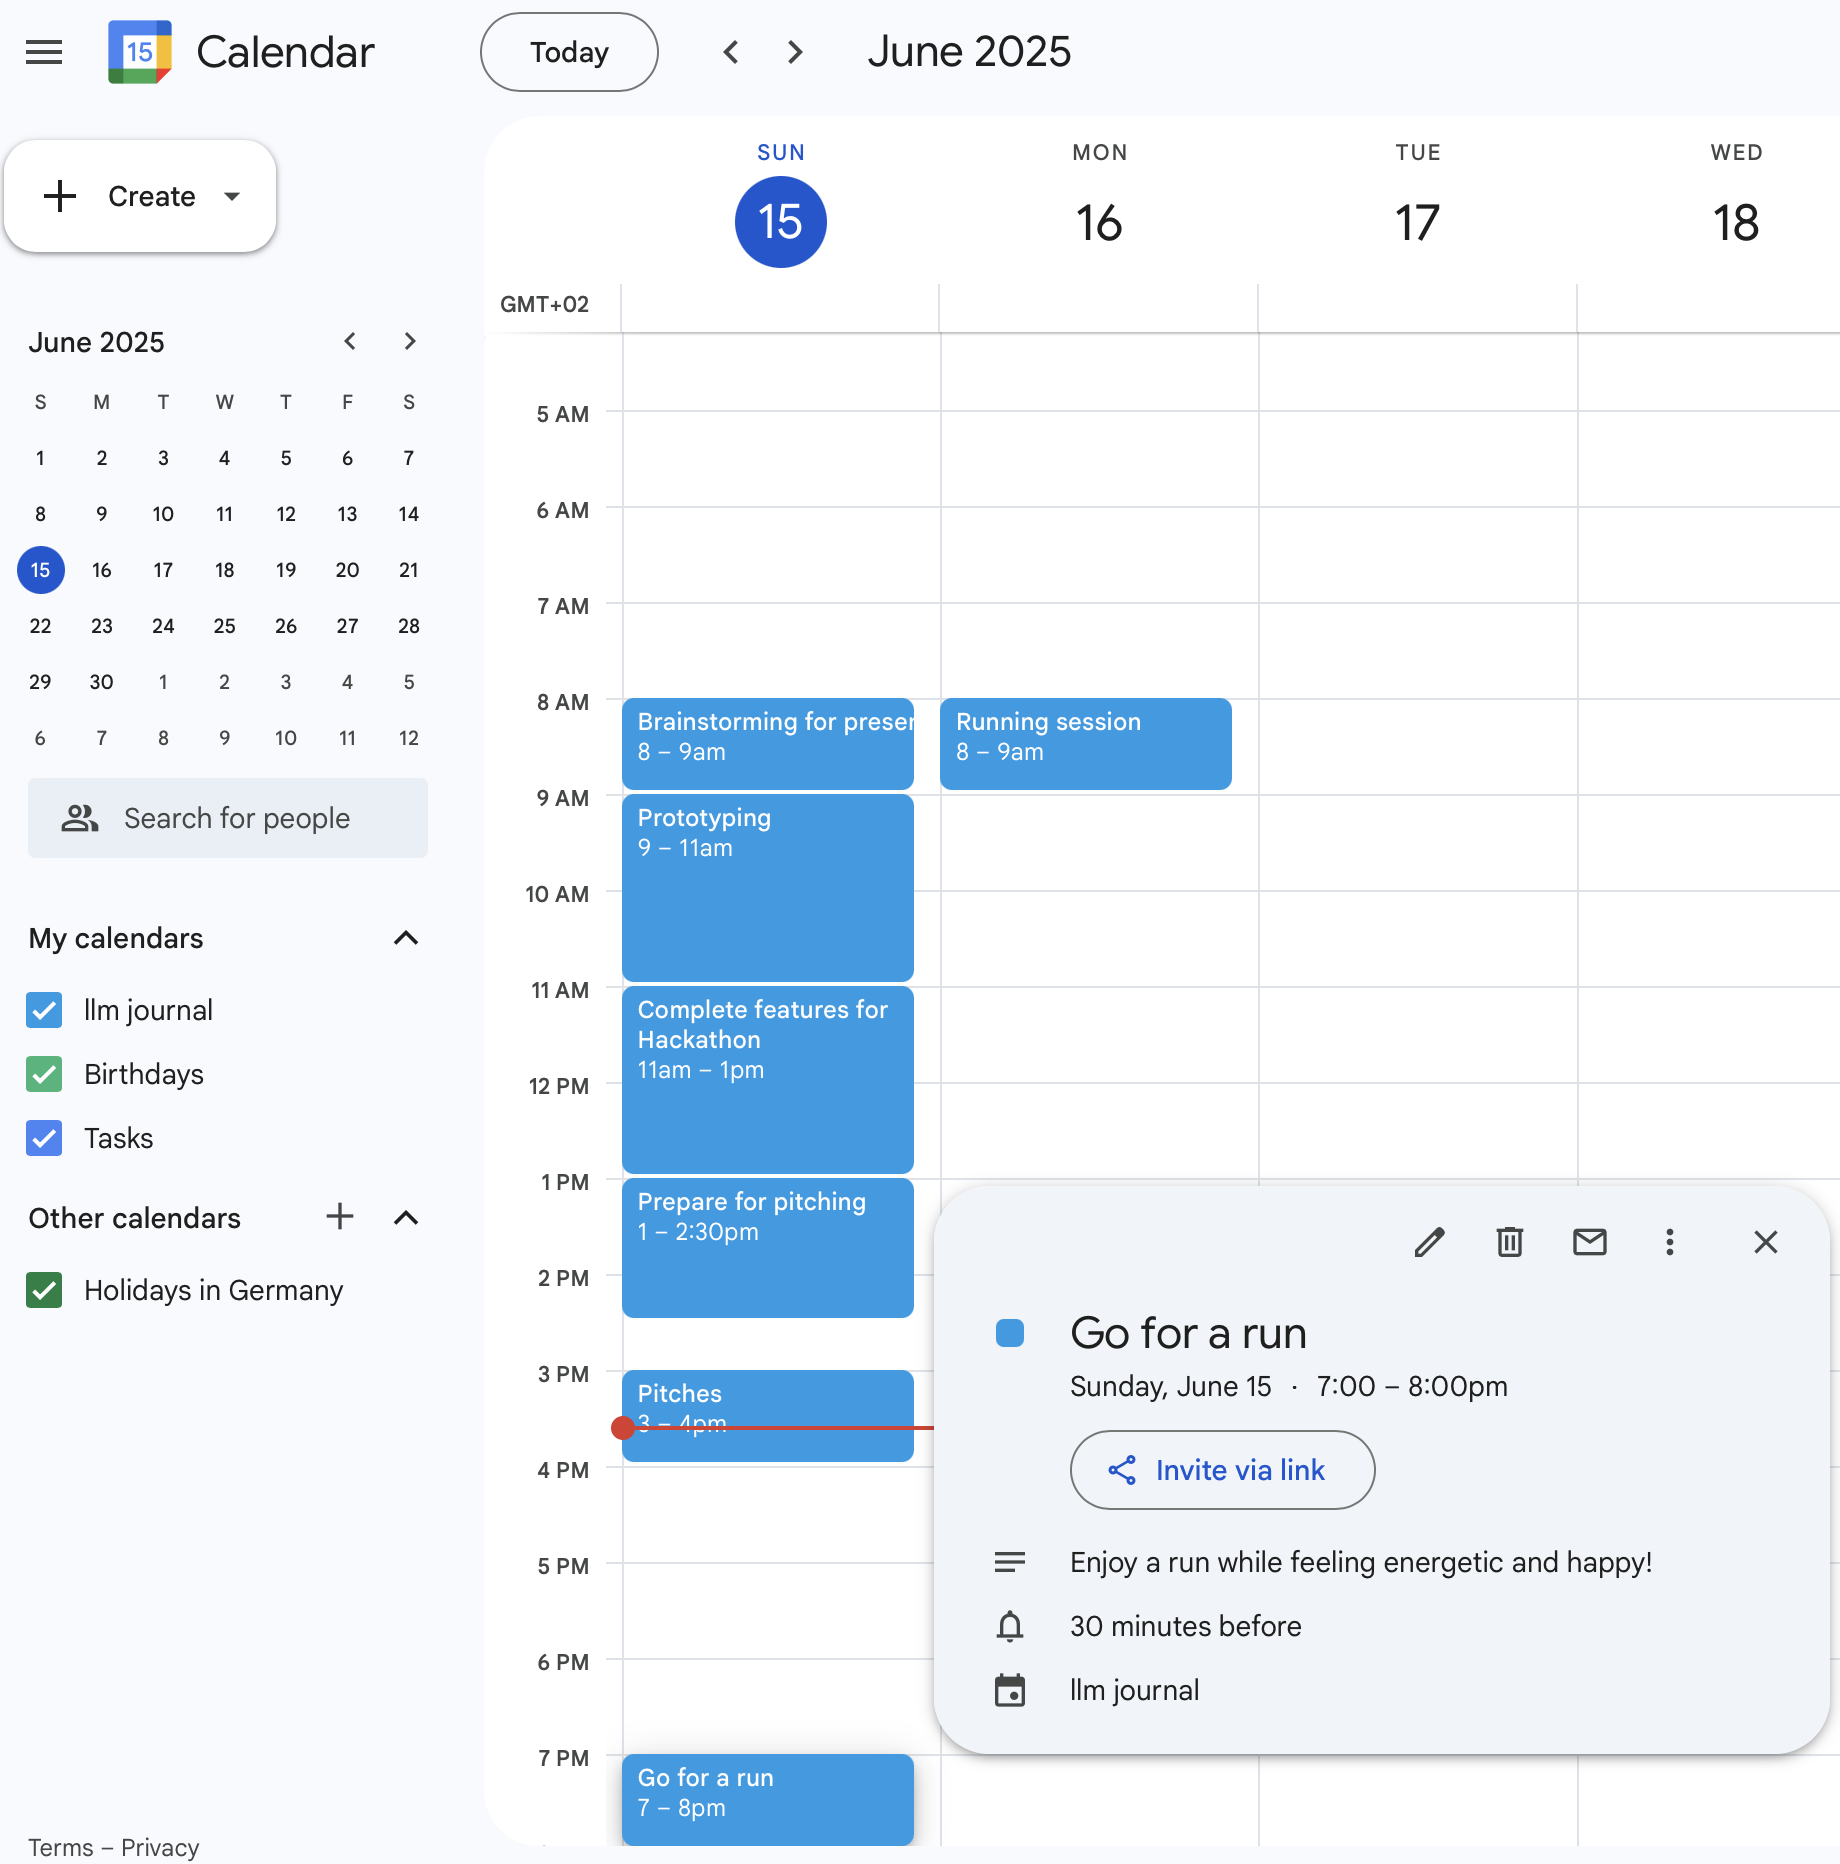 15
Calendar
Today
June 2025
Create
June 2025
S M T W T F S
1 2 3 4 5 6 7
8 9 10 11 12 13 14
15 16 17 18 19 20 21
22 23 24 25 26 27 28
29 30 1 2 3 4 5
6 7 8 9 10 11 12
Search for people
My calendars
llm journal
Birthdays
Tasks
Other calendars
Holidays in Germany
Terms – Privacy
SUN MON TUE WED
15 16 17 18
GMT+02
5 AM
6 AM
7 AM
8 AM
9 AM
10 AM
11 AM
12 PM
1 PM
2 PM
3 PM
4 PM
5 PM
6 PM
7 PM
Brainstorming for preser
8 – 9am
Prototyping
9 – 11am
Complete features for
Hackathon
11am – 1pm
Prepare for pitching
1 – 2:30pm
Pitches
3 – 4pm
Go for a run
7 – 8pm
Running session
8 – 9am
Go for a run
Sunday, June 15 · 7:00 – 8:00pm
Invite via link
Enjoy a run while feeling energetic and happy!
30 minutes before
llm journal